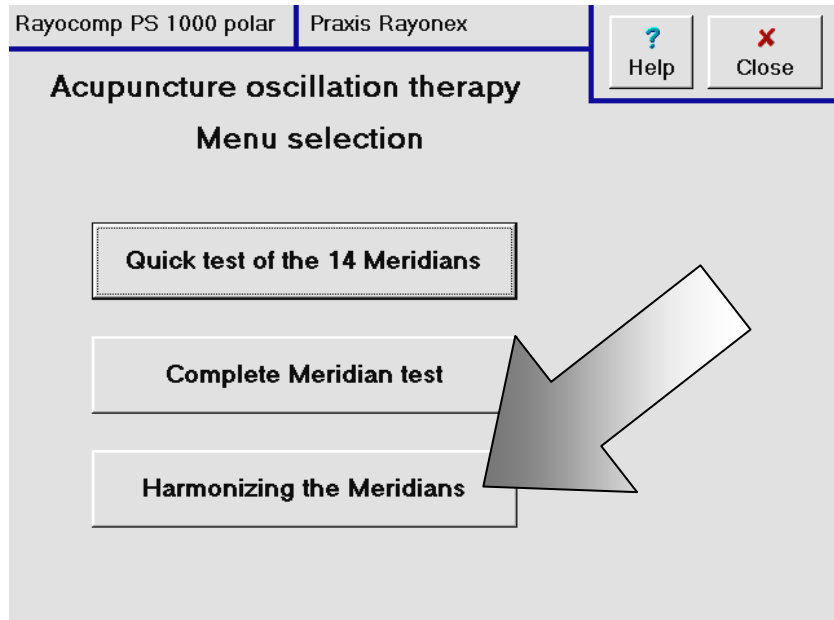 Rayocomp PS 1000 polar
Praxis Rayonex
?
Help
x
Close
Acupuncture oscillation therapy
Menu selection
Quick test of the 14 Meridians
Complete Meridian test
Harmonizing the Meridians